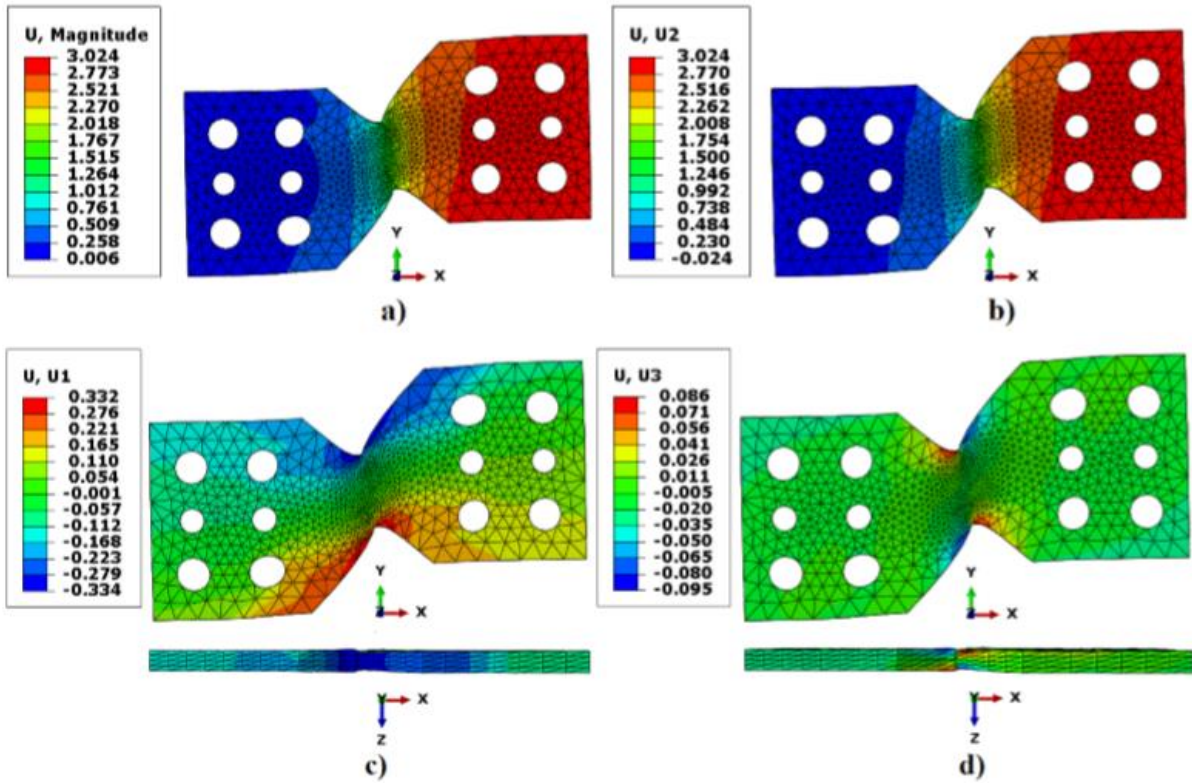 U, Magnitude
3.024
2.773
2.521
2.270
2.018
1.767
1.515
1.264
1.012
0.761
0.509
0.258
0.006
Y
Z
X
a)
U, U2
3.024
2.770
2.516
2.262
2.008
1.754
1.500
1.246
0.992
0.738
0.484
0.230
-0.024
Y
Z
X
b)
U, U1
0.332
0.276
0.221
0.165
0.110
0.054
-0.001
-0.057
-0.112
-0.168
-0.223
-0.279
-0.334
Y
Z
X
Y
X
Z
c)
U, U3
0.086
0.071
0.056
0.041
0.026
0.011
-0.005
-0.020
-0.035
-0.050
-0.065
-0.080
-0.095
Y
Z
X
Y
X
Z
d)